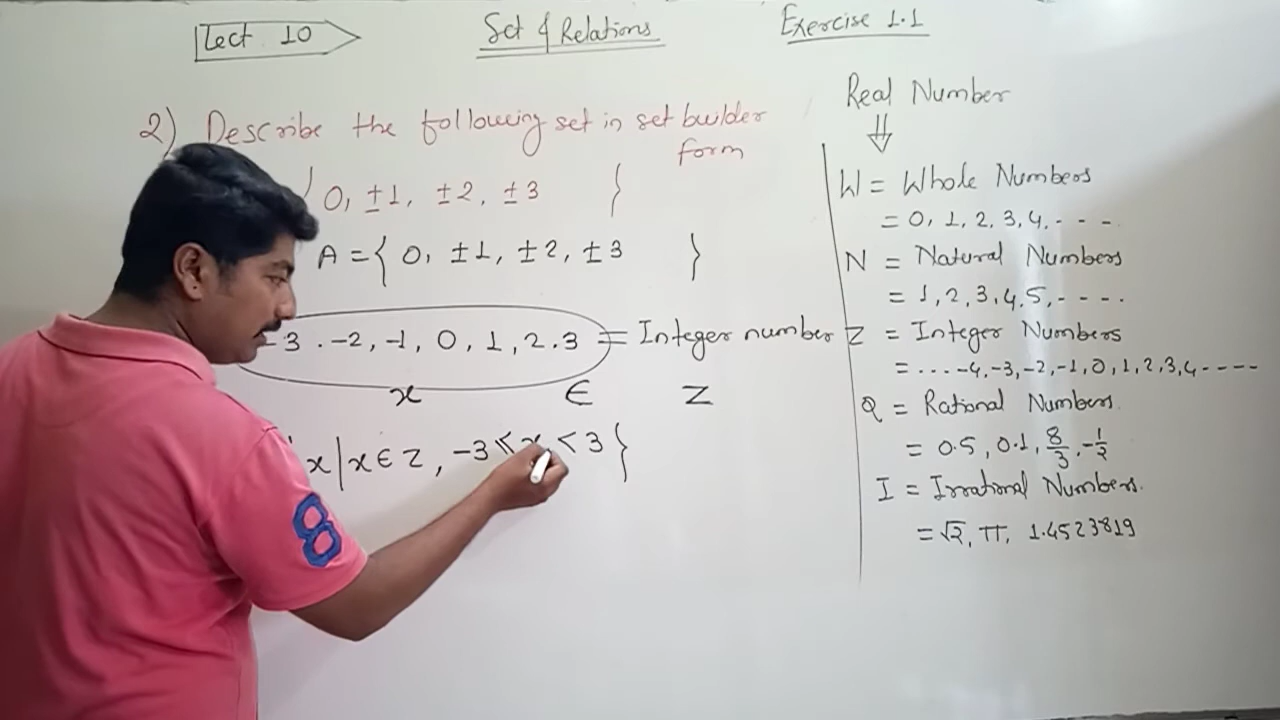 Lect 10
Set & Relations
Exercise 1.1
2) Describe the following set in set builder
form
{ 0, ±1, ±2, ±3 }
A = { 0, ±1, ±2, ±3 }
-3. -2, -1, 0, 1, 2. 3 = Integer number
x ∈ Z
x | x ∈ Z, -3 < x < 3 }
8
Real Number
⇓
W = Whole Numbers
= 0, 1, 2, 3, 4, - - -
N = Natural Numbers
= 1, 2, 3, 4, 5, - - - -
Z = Integer Numbers
= .... -4, -3, -2, -1, 0, 1, 2, 3, 4 - - - -
Q = Rational Numbers
= 0.5, 0.1, 8/3, -1/2
I = Irrational Numbers.
= √2, π, 1.4523819